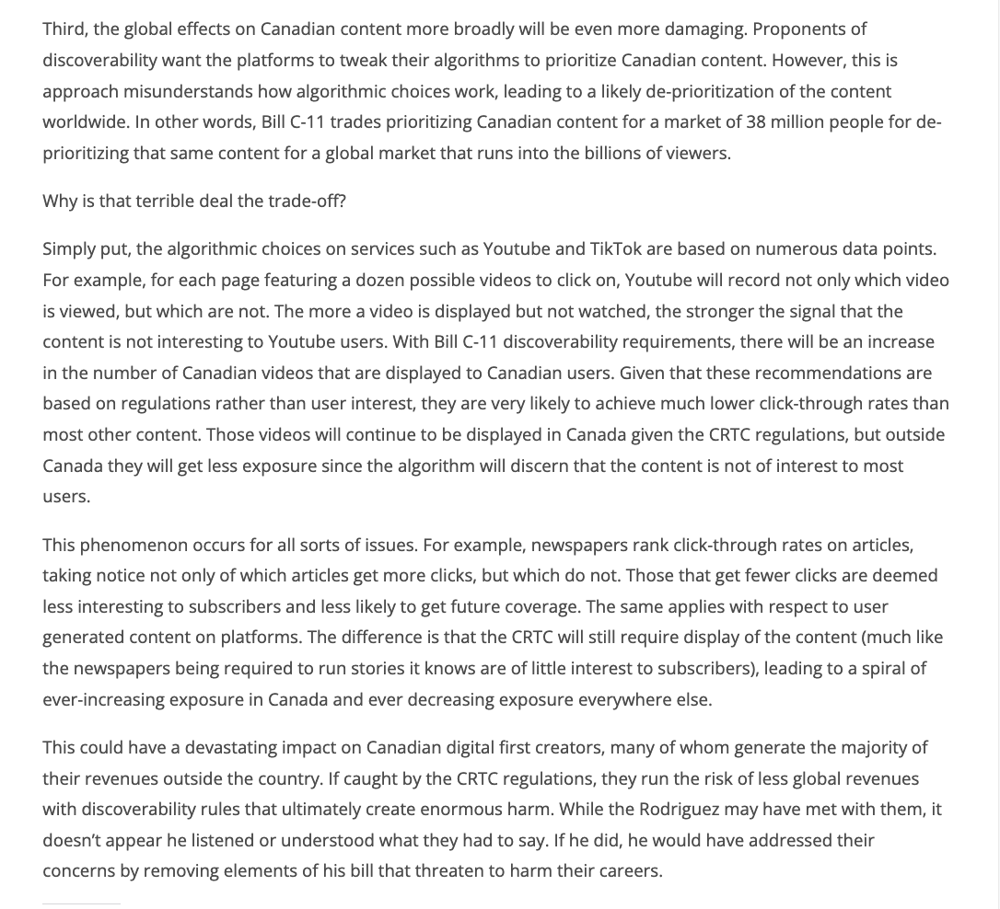 Third, the global effects on Canadian content more broadly will be even more damaging. Proponents of
discoverability want the platforms to tweak their algorithms to prioritize Canadian content. However, this is
approach misunderstands how algorithmic choices work, leading to a likely de-prioritization of the content
worldwide. In other words, Bill C-11 trades prioritizing Canadian content for a market of 38 million people for de-
prioritizing that same content for a global market that runs into the billions of viewers.
Why is that terrible deal the trade-off?
Simply put, the algorithmic choices on services such as Youtube and TikTok are based on numerous data points.
For example, for each page featuring a dozen possible videos to click on, Youtube will record not only which video
is viewed, but which are not. The more a video is displayed but not watched, the stronger the signal that the
content is not interesting to Youtube users. With Bill C-11 discoverability requirements, there will be an increase
in the number of Canadian videos that are displayed to Canadian users. Given that these recommendations are
based on regulations rather than user interest, they are very likely to achieve much lower click-through rates than
most other content. Those videos will continue to be displayed in Canada given the CRTC regulations, but outside
Canada they will get less exposure since the algorithm will discern that the content is not of interest to most
users.
This phenomenon occurs for all sorts of issues. For example, newspapers rank click-through rates on articles,
taking notice not only of which articles get more clicks, but which do not. Those that get fewer clicks are deemed
less interesting to subscribers and less likely to get future coverage. The same applies with respect to user
generated content on platforms. The difference is that the CRTC will still require display of the content (much like
the newspapers being required to run stories it knows are of little interest to subscribers), leading to a spiral of
ever-increasing exposure in Canada and ever decreasing exposure everywhere else.
This could have a devastating impact on Canadian digital first creators, many of whom generate the majority of
their revenues outside the country. If caught by the CRTC regulations, they run the risk of less global revenues
with discoverability rules that ultimately create enormous harm. While the Rodriguez may have met with them, it
doesn’t appear he listened or understood what they had to say. If he did, he would have addressed their
concerns by removing elements of his bill that threaten to harm their careers.